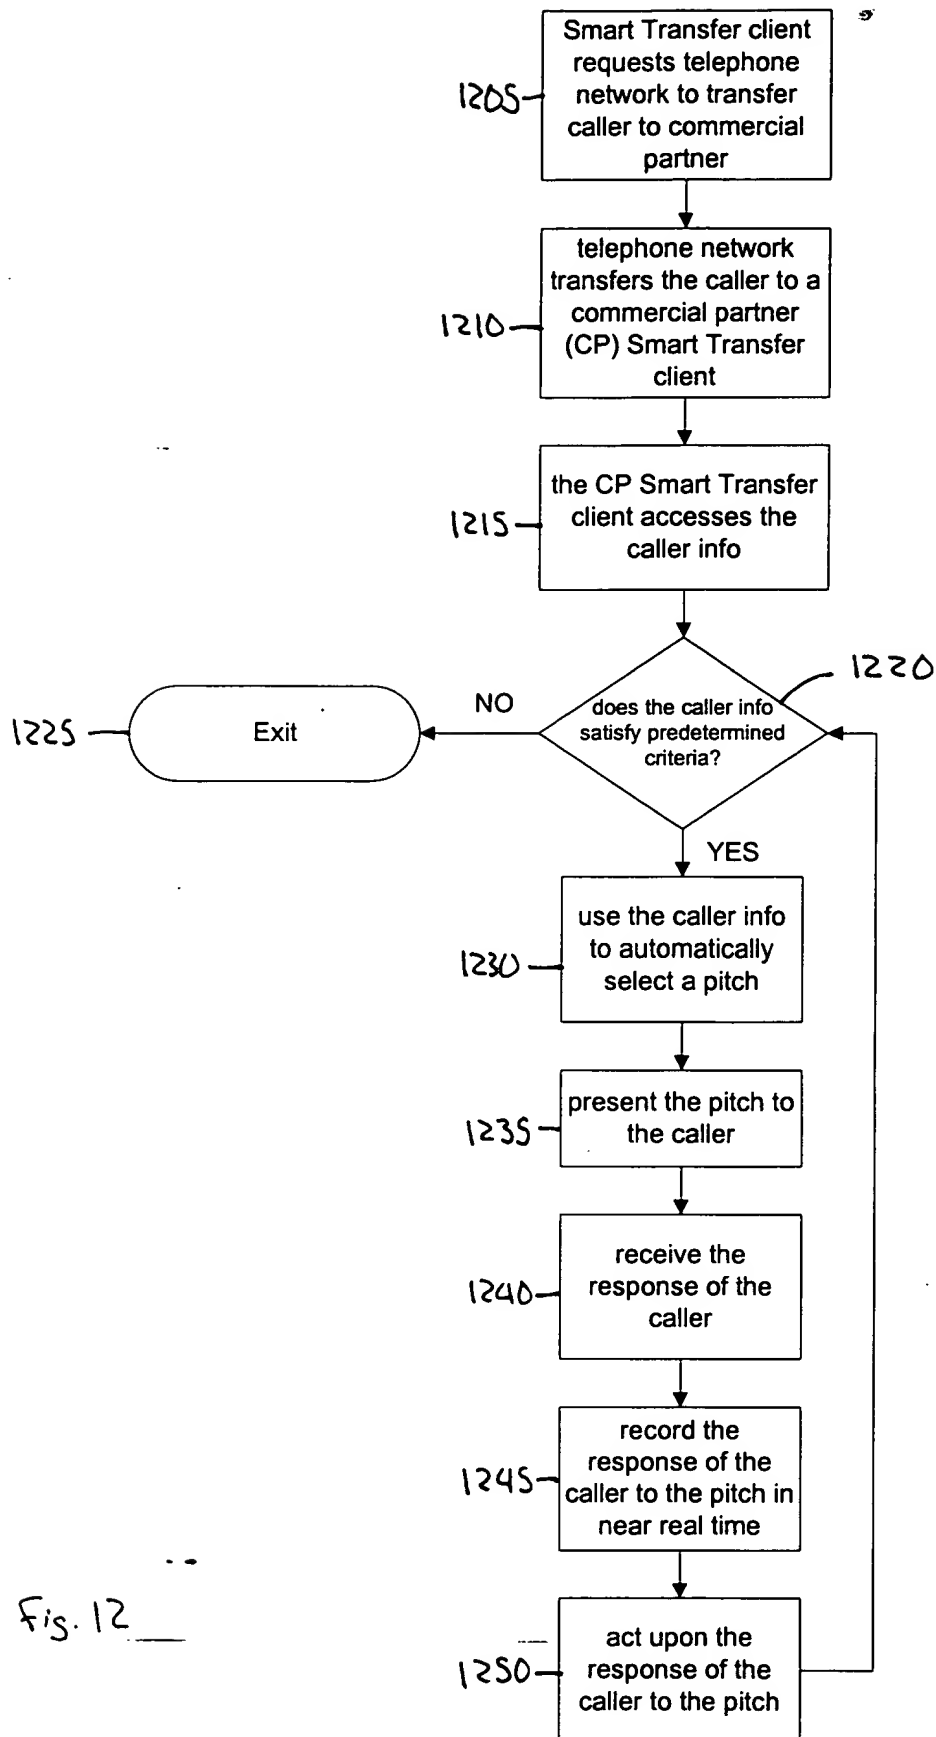 Smart Transfer client
requests telephone
network to transfer
caller to commercial
partner
1205
telephone network
transfers the caller to a
commercial partner
(CP) Smart Transfer
client
1210
the CP Smart Transfer
client accesses the
caller info
1215
1220
does the caller info
satisfy predetermined
criteria?
NO
Exit
1225
YES
use the caller info
to automatically
select a pitch
1230
present the pitch to
the caller
1235
receive the
response of the
caller
1240
record the
response of the
caller to the pitch in
near real time
1245
act upon the
response of the
caller to the pitch
1250
Fig. 12